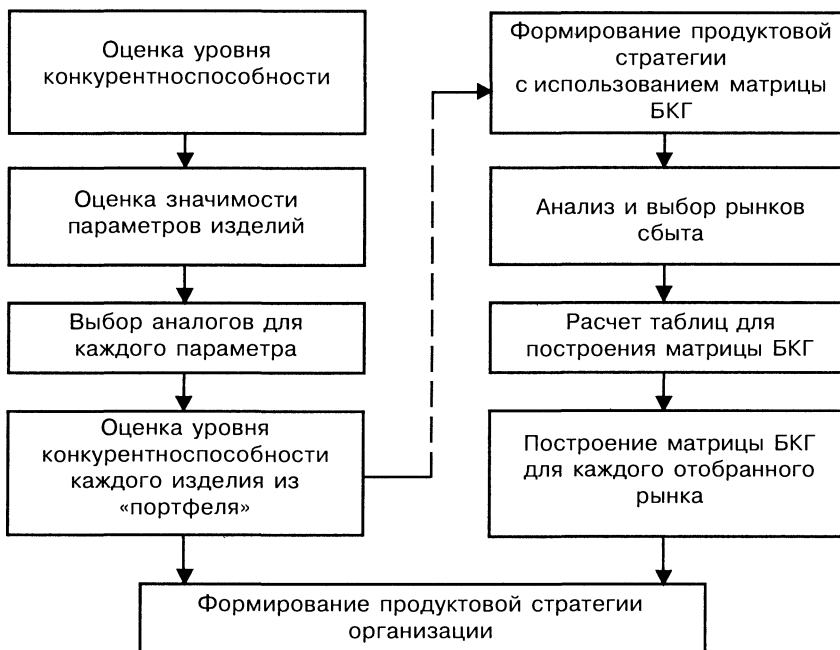 Оценка уровня
конкурентноспособности
Оценка значимости
параметров изделий
Выбор аналогов для
каждого параметра
Оценка уровня
конкурентноспособности
каждого изделия из
«портфеля»
Формирование продуктовой
стратегии
с использованием матрицы
БКГ
Анализ и выбор рынков
сбыта
Расчет таблиц для
построения матрицы БКГ
Построение матрицы БКГ
для каждого отобранного
рынка
Формирование продуктовой стратегии
организации